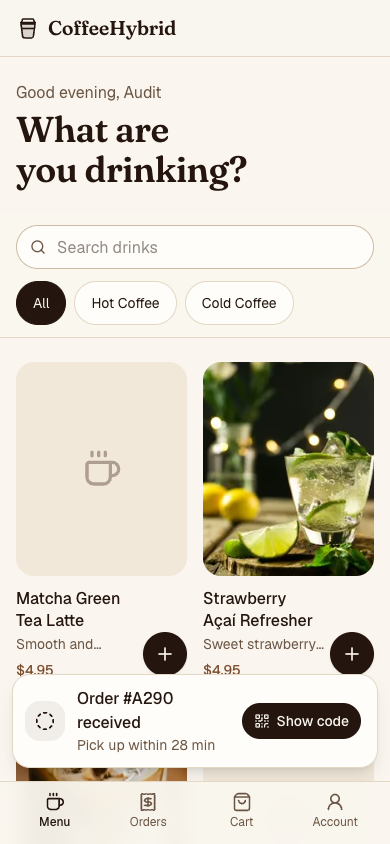 CoffeeHybrid
Good evening, Audit
What are
you drinking?
Search drinks
All
Hot Coffee
Cold Coffee
Matcha Green
Tea Latte
Smooth and…
$4.95
Strawberry
Açaí Refresher
Sweet strawberry…
$4.95
Order #A290
received
Pick up within 28 min
Show code
Menu
Orders
Cart
Account